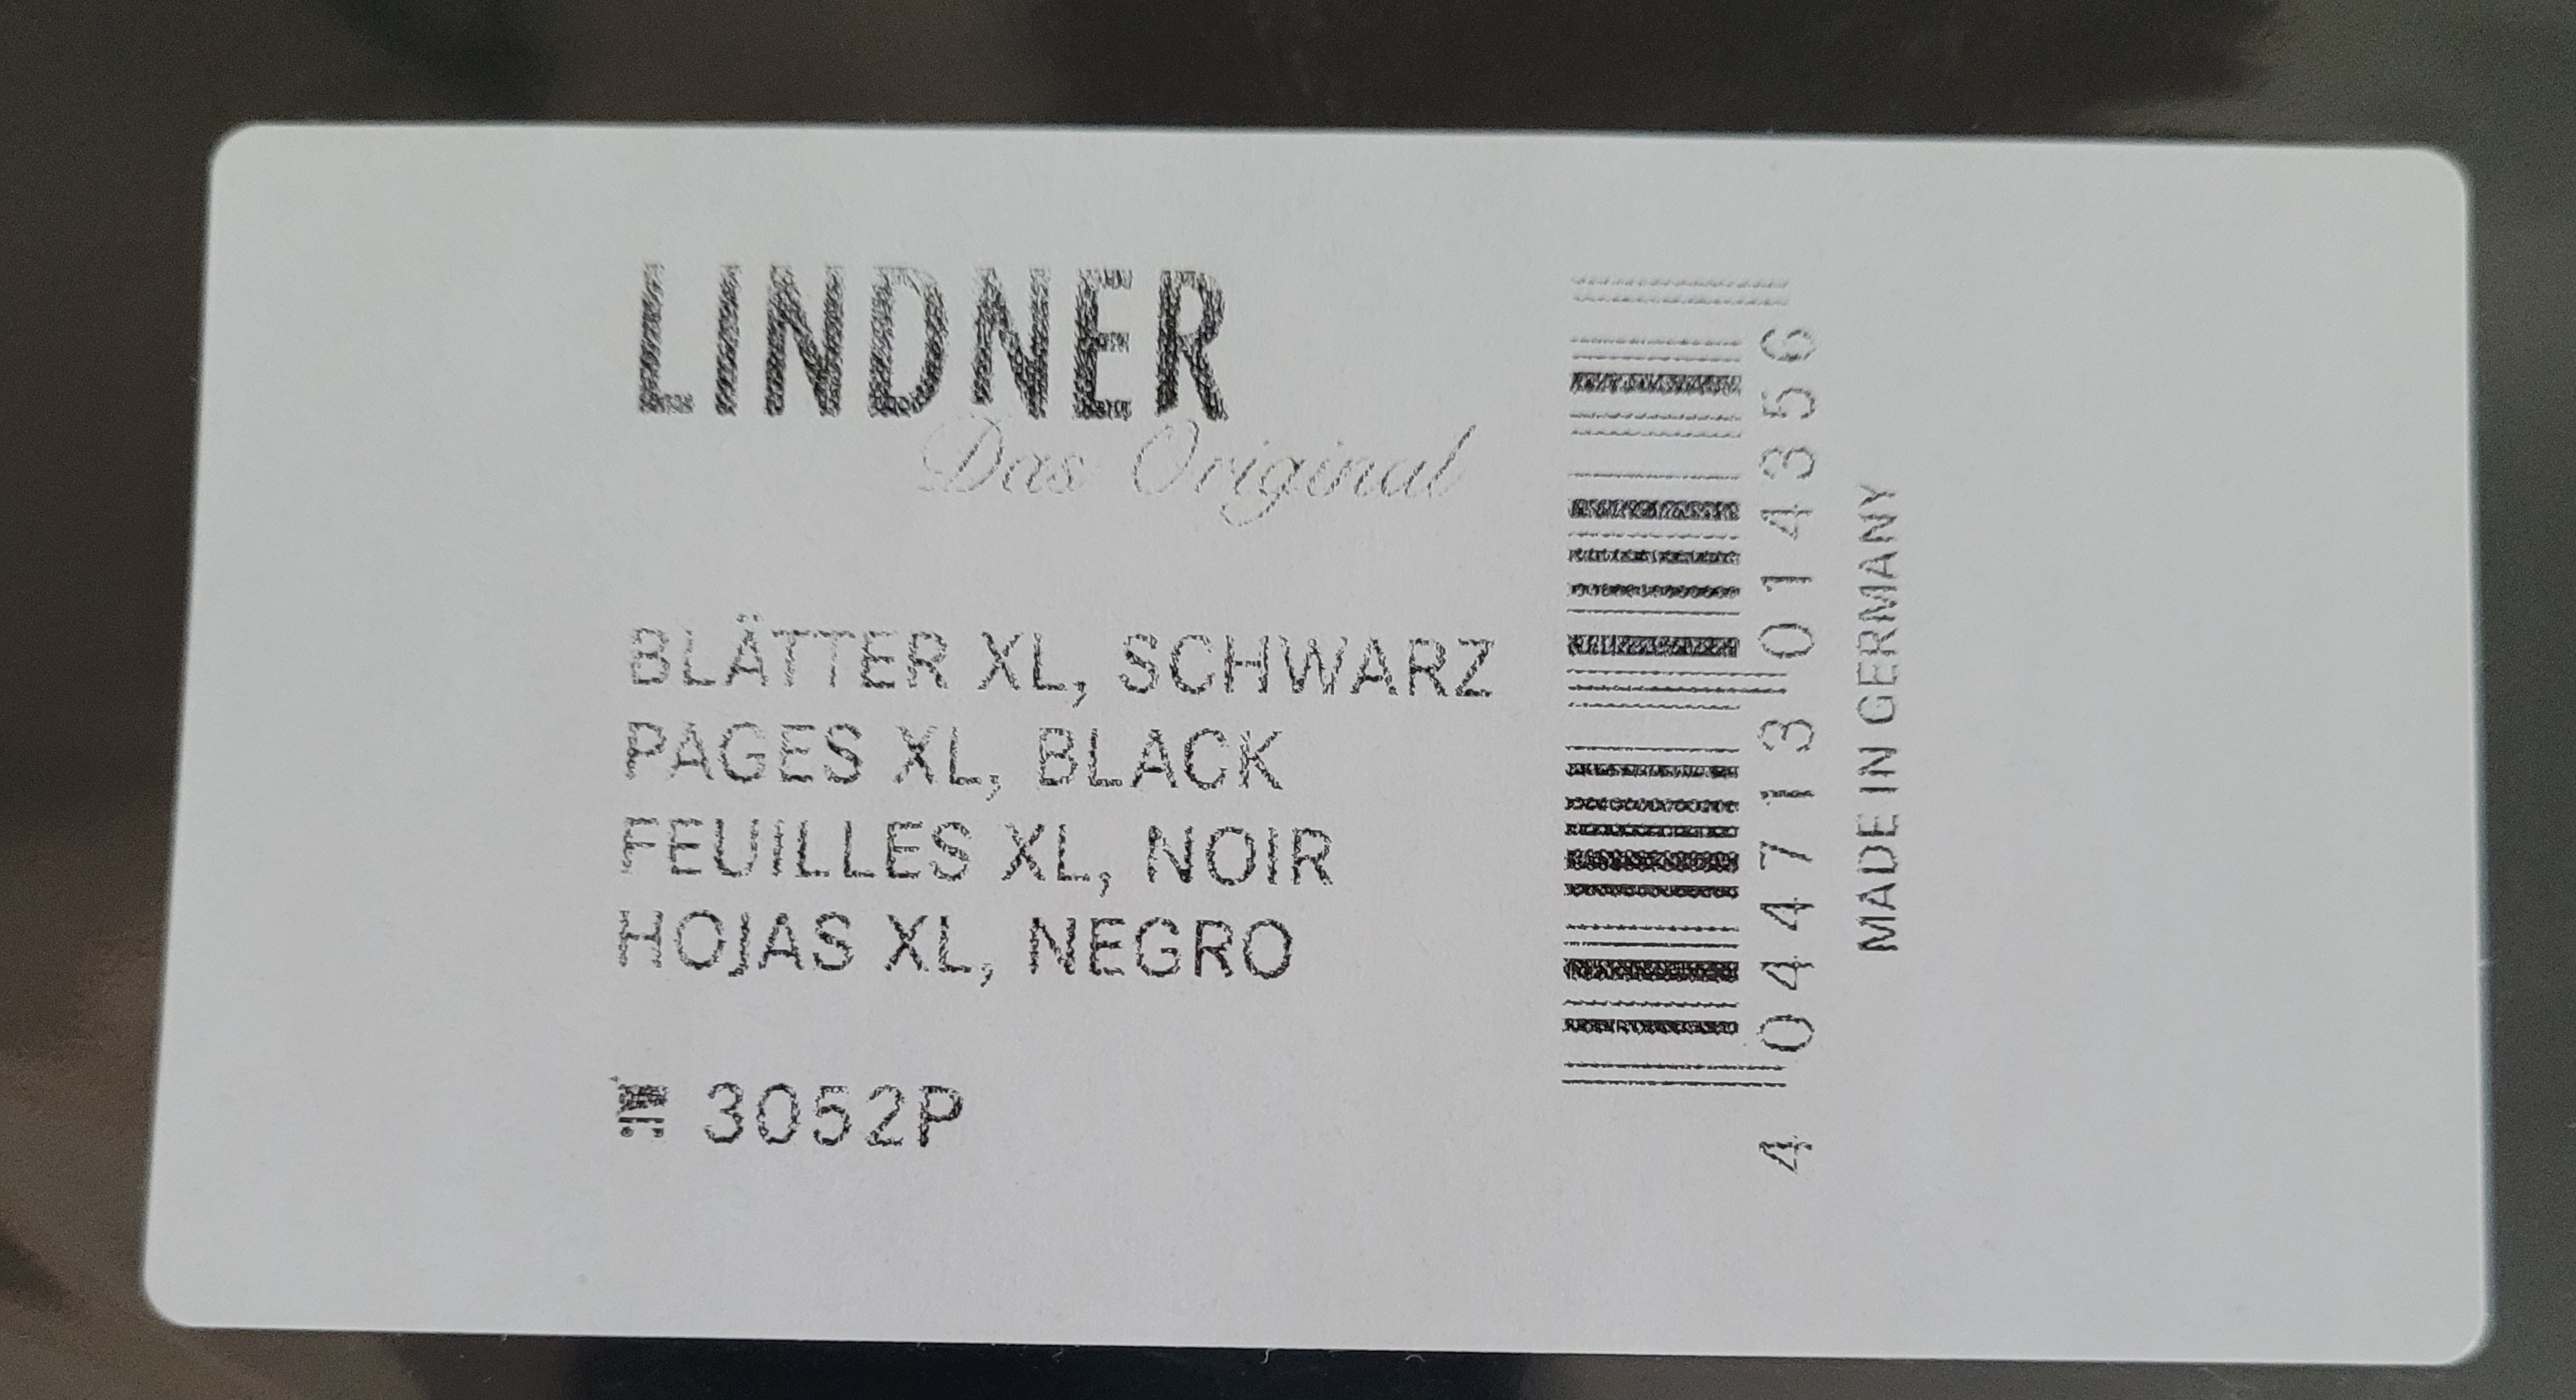 LINDNER
Das Original
BLÄTTER XL, SCHWARZ
PAGES XL, BLACK
FEUILLES XL, NOIR
HOJAS XL, NEGRO
3052P
4 044713 014356
MADE IN GERMANY